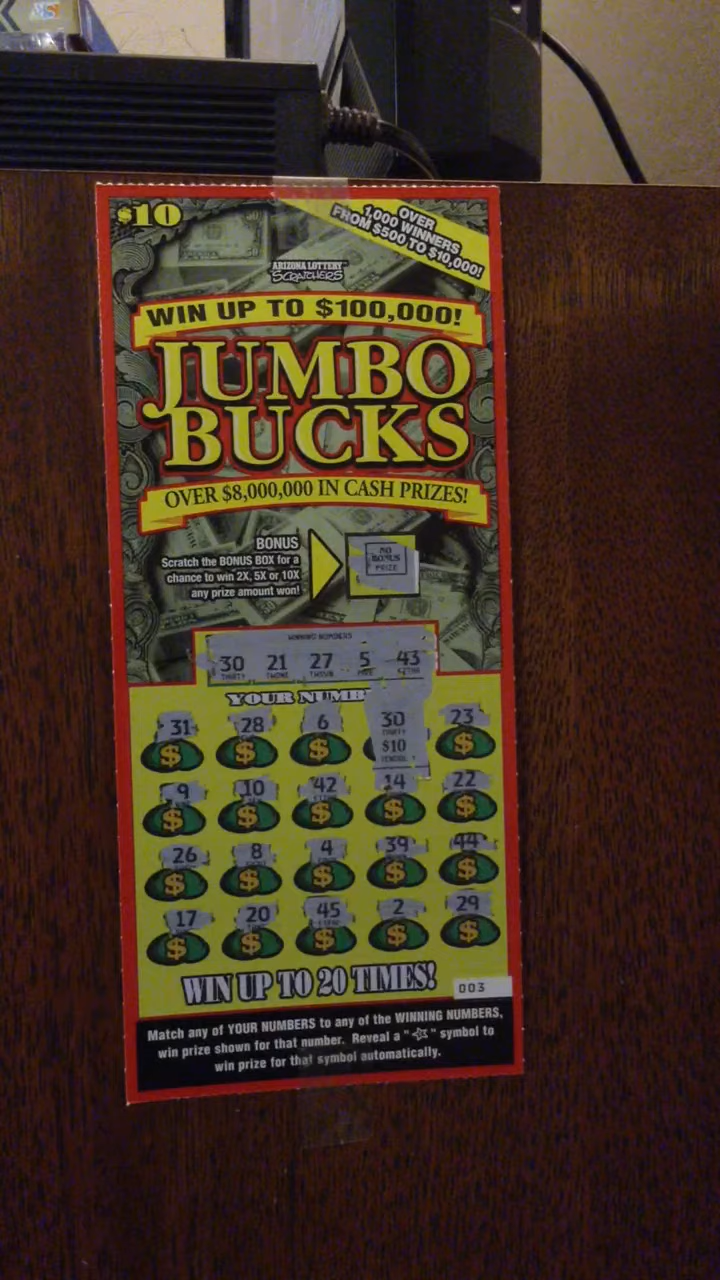 $10
OVER
1,000 WINNERS
FROM $500 TO $10,000!
ARIZONA LOTTERY
SCRATCHERS
WIN UP TO $100,000!
JUMBO
BUCKS
OVER $8,000,000 IN CASH PRIZES!
BONUS
Scratch the BONUS BOX for a
chance to win 2X, 5X or 10X
any prize amount won!
NO
BONUS
PRIZE
WINNING NUMBERS
30 21 27 5 43
THIRTY
YOUR NUMB
31 28 6 30 23
THIRTY
$10
9 10 42 14 22
26 8 4 39 44
17 20 45 2 29
WIN UP TO 20 TIMES!
003
Match any of YOUR NUMBERS to any of the WINNING NUMBERS,
win prize shown for that number. Reveal a " " symbol to
win prize for that symbol automatically.